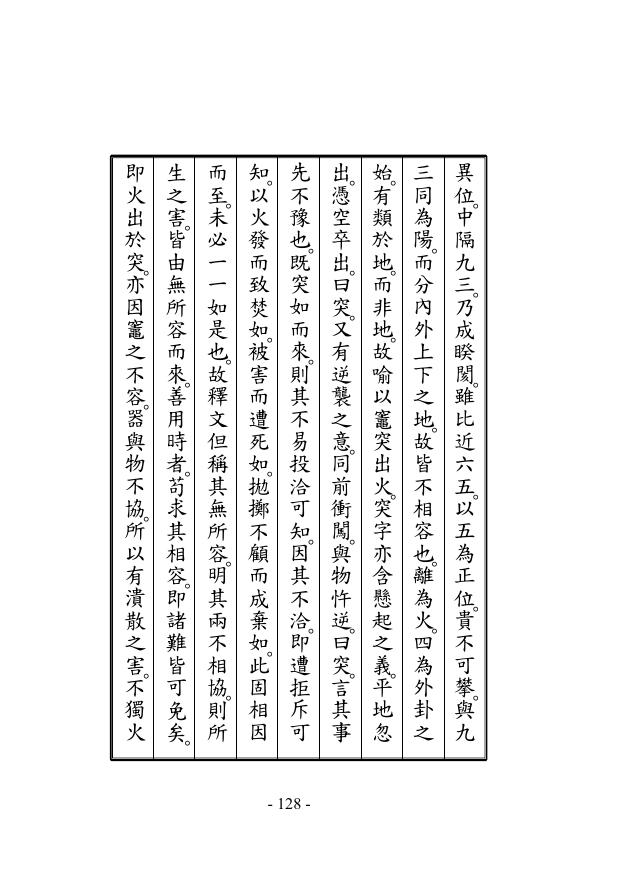 異位。中隔九三。乃成睽閡。雖比近六五。以五為正位。貴不可攀。與九
三同為陽。而分內外上下之地。故皆不相容也。離為火。四為外卦之
始。有類於地。而非地。故喻以竈突出火。突字亦含懸起之義。平地忽
出。憑空卒出。曰突。又有逆襲之意。同前衝闖。與物忤逆。曰突。言其事
先不豫也。既突如而來。則其不易投洽可知。因其不洽。即遭拒斥可
知。以火發而致焚如。被害而遭死如。拋擲不顧而成棄如。此固相因
而至。未必一一如是也。故釋文但稱其無所容。明其兩不相協。則所
生之害。皆由無所容而來。善用時者。苟求其相容。即諸難皆可免矣。
即火出於突。亦因竈之不容。器與物不協。所以有潰散之害。不獨火
- 128 -